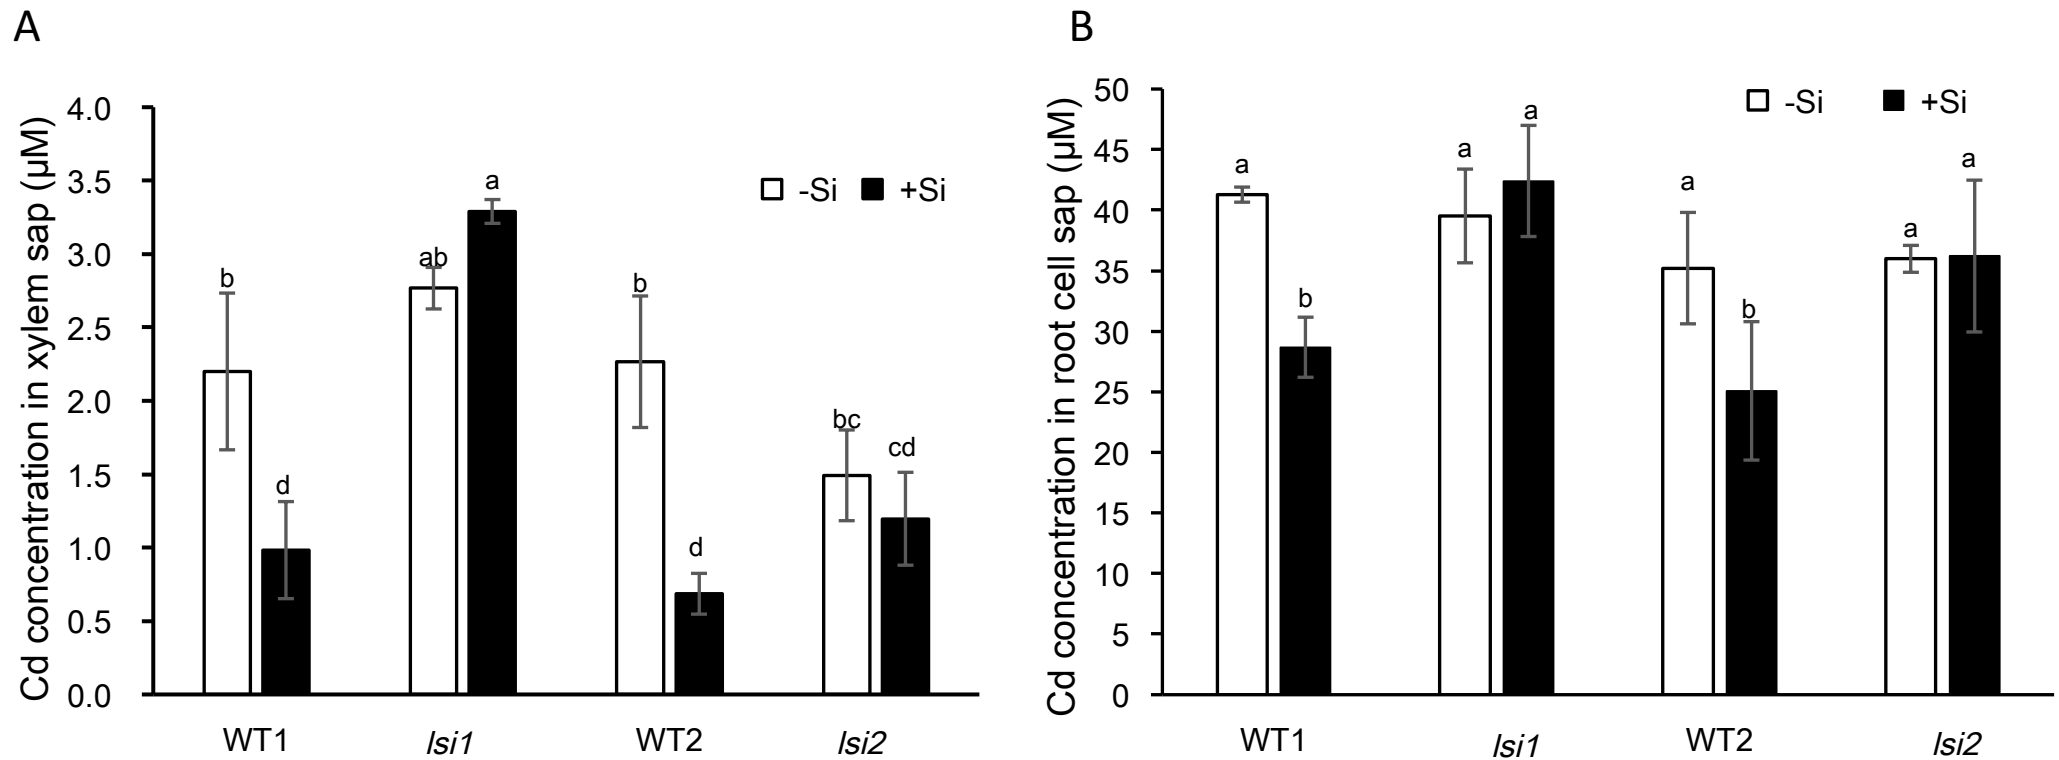 A
Cd concentration in xylem sap (µM)
4.0
3.5
3.0
2.5
2.0
1.5
1.0
0.5
0.0
-Si +Si
b
d
ab
a
b
d
bc
cd
WT1 lsi1 WT2 lsi2
B
Cd concentration in root cell sap (µM)
50
45
40
35
30
25
20
15
10
5
0
-Si +Si
a
b
a
a
a
b
a
a
WT1 lsi1 WT2 lsi2